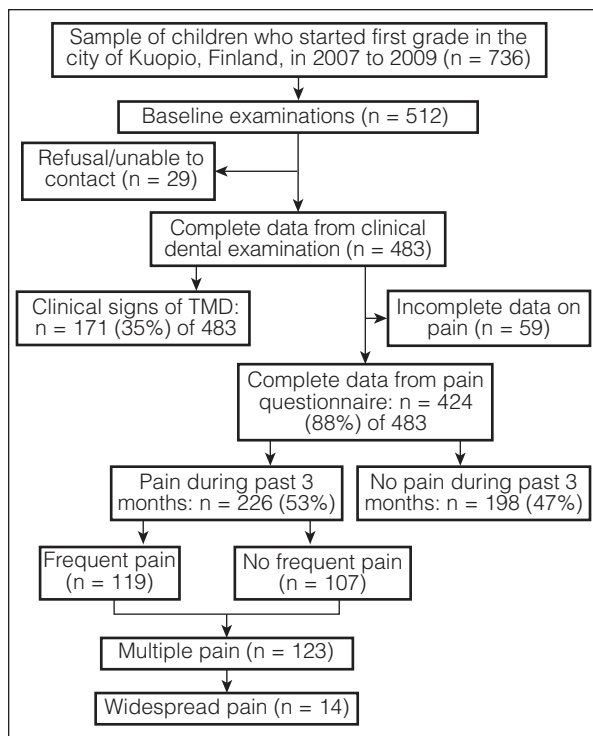 Sample of children who started first grade in the
city of Kuopio, Finland, in 2007 to 2009 (n = 736)
Baseline examinations (n = 512)
Refusal/unable to
contact (n = 29)
Complete data from clinical
dental examination (n = 483)
Clinical signs of TMD:
n = 171 (35%) of 483
Incomplete data on
pain (n = 59)
Complete data from pain
questionnaire: n = 424
(88%) of 483
Pain during past 3
months: n = 226 (53%)
No pain during past 3
months: n = 198 (47%)
Frequent pain
(n = 119)
No frequent pain
(n = 107)
Multiple pain (n = 123)
Widespread pain (n = 14)